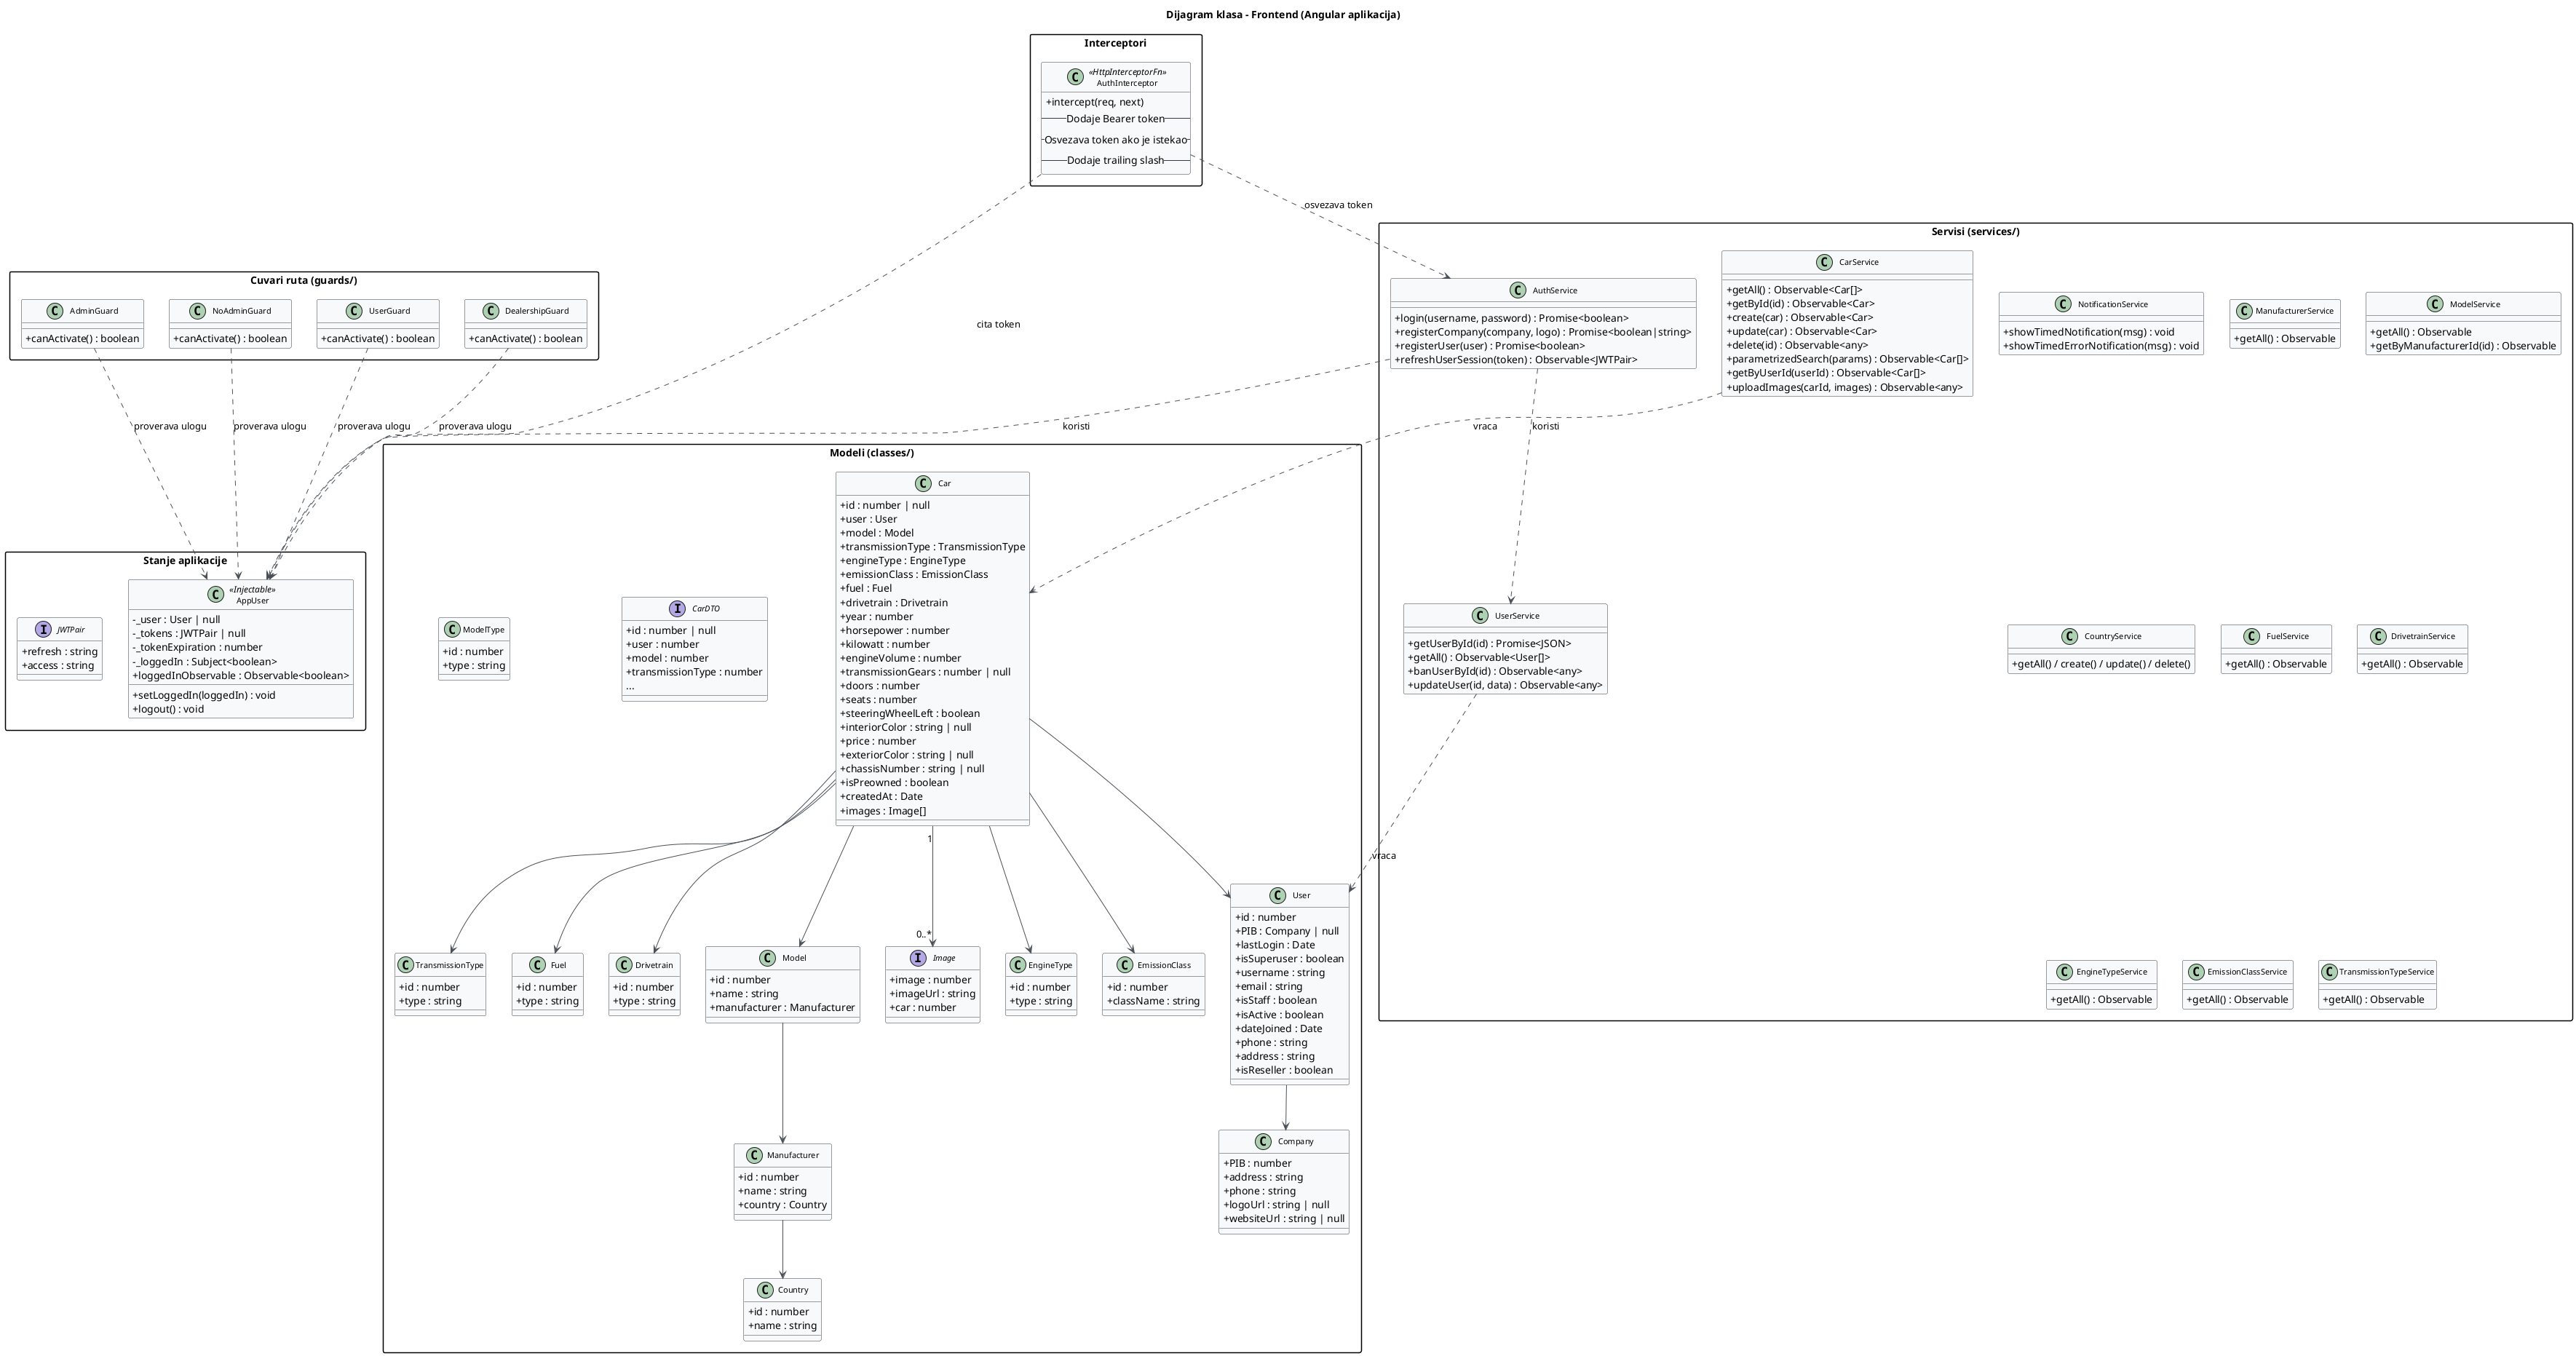 Dijagram klasa - Frontend (Angular aplikacija)
Interceptori
«HttpInterceptorFn»
AuthInterceptor
+intercept(req, next)
Dodaje Bearer token
Osvezava token ako je istekao
Dodaje trailing slash
osvezava token
cita token
Cuvari ruta (guards/)
AdminGuard
+canActivate() : boolean
NoAdminGuard
+canActivate() : boolean
UserGuard
+canActivate() : boolean
DealershipGuard
+canActivate() : boolean
proverava ulogu
proverava ulogu
proverava ulogu
proverava ulogu
Servisi (services/)
AuthService
+login(username, password) : Promise<boolean>
+registerCompany(company, logo) : Promise<boolean|string>
+registerUser(user) : Promise<boolean>
+refreshUserSession(token) : Observable<JWTPair>
CarService
+getAll() : Observable<Car[]>
+getById(id) : Observable<Car>
+create(car) : Observable<Car>
+update(car) : Observable<Car>
+delete(id) : Observable<any>
+parametrizedSearch(params) : Observable<Car[]>
+getByUserId(userId) : Observable<Car[]>
+uploadImages(carId, images) : Observable<any>
NotificationService
+showTimedNotification(msg) : void
+showTimedErrorNotification(msg) : void
ManufacturerService
+getAll() : Observable
ModelService
+getAll() : Observable
+getByManufacturerId(id) : Observable
koristi
vraca
koristi
UserService
+getUserById(id) : Promise<JSON>
+getAll() : Observable<User[]>
+banUserById(id) : Observable<any>
+updateUser(id, data) : Observable<any>
CountryService
+getAll() / create() / update() / delete()
FuelService
+getAll() : Observable
DrivetrainService
+getAll() : Observable
vraca
EngineTypeService
+getAll() : Observable
EmissionClassService
+getAll() : Observable
TransmissionTypeService
+getAll() : Observable
Stanje aplikacije
JWTPair
+refresh : string
+access : string
«Injectable»
AppUser
-_user : User | null
-_tokens : JWTPair | null
-_tokenExpiration : number
-_loggedIn : Subject<boolean>
+loggedInObservable : Observable<boolean>
+setLoggedIn(loggedIn) : void
+logout() : void
Modeli (classes/)
ModelType
+id : number
+type : string
CarDTO
+id : number | null
+user : number
+model : number
+transmissionType : number
...
Car
+id : number | null
+user : User
+model : Model
+transmissionType : TransmissionType
+engineType : EngineType
+emissionClass : EmissionClass
+fuel : Fuel
+drivetrain : Drivetrain
+year : number
+horsepower : number
+kilowatt : number
+engineVolume : number
+transmissionGears : number | null
+doors : number
+seats : number
+steeringWheelLeft : boolean
+interiorColor : string | null
+price : number
+exteriorColor : string | null
+chassisNumber : string | null
+isPreowned : boolean
+createdAt : Date
+images : Image[]
1
0..*
TransmissionType
+id : number
+type : string
Fuel
+id : number
+type : string
Drivetrain
+id : number
+type : string
Model
+id : number
+name : string
+manufacturer : Manufacturer
Image
+image : number
+imageUrl : string
+car : number
EngineType
+id : number
+type : string
EmissionClass
+id : number
+className : string
User
+id : number
+PIB : Company | null
+lastLogin : Date
+isSuperuser : boolean
+username : string
+email : string
+isStaff : boolean
+isActive : boolean
+dateJoined : Date
+phone : string
+address : string
+isReseller : boolean
Manufacturer
+id : number
+name : string
+country : Country
Company
+PIB : number
+address : string
+phone : string
+logoUrl : string | null
+websiteUrl : string | null
Country
+id : number
+name : string